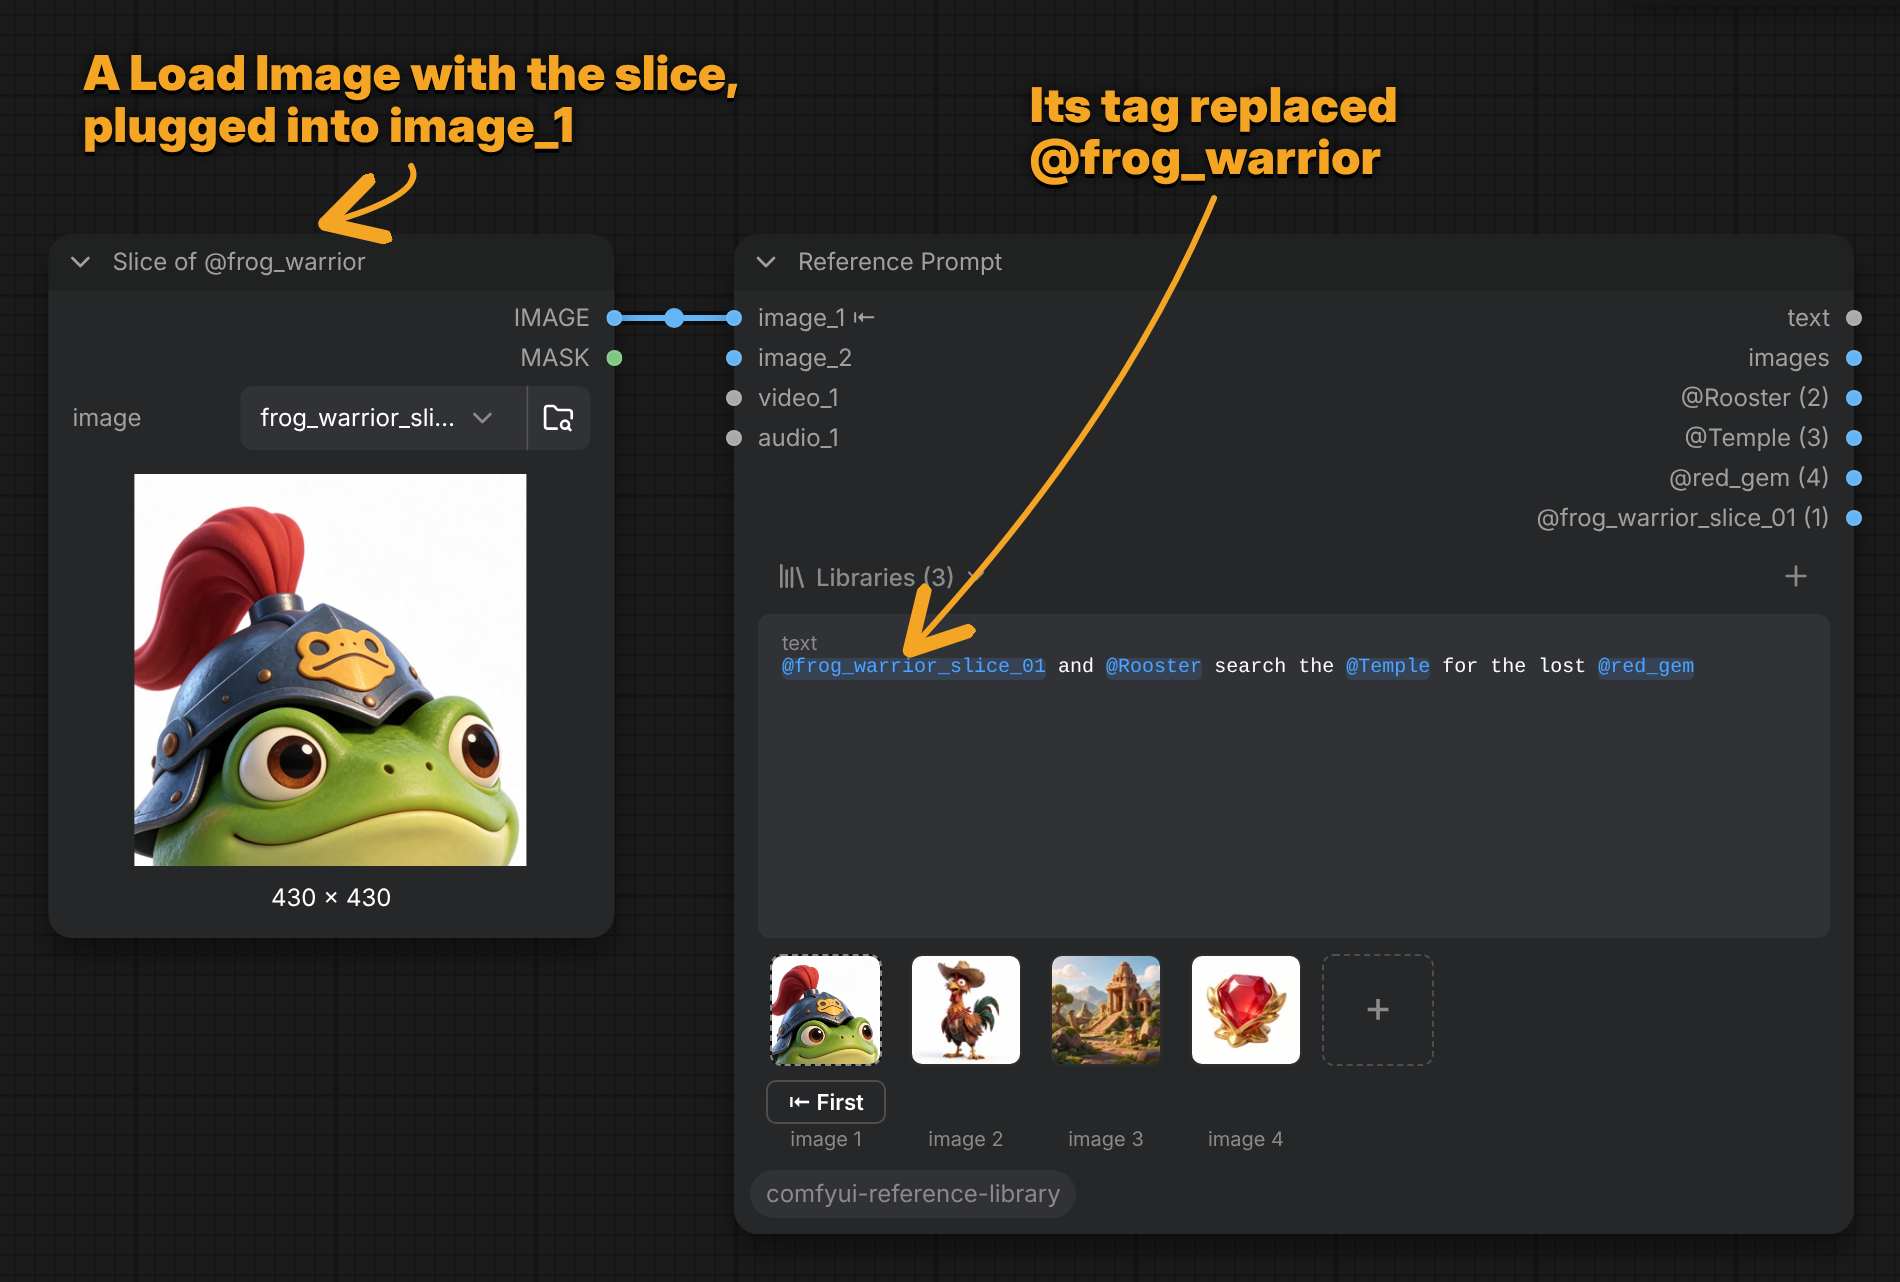 A Load Image with the slice,
plugged into image_1
Its tag replaced
@frog_warrior
Slice of @frog_warrior
IMAGE
MASK
image
frog_warrior_sli...
430 × 430
Reference Prompt
image_1
image_2
video_1
audio_1
text
images
@Rooster (2)
@Temple (3)
@red_gem (4)
@frog_warrior_slice_01 (1)
Libraries (3)
text
@frog_warrior_slice_01 and @Rooster search the @Temple for the lost @red_gem
First
image 1
image 2
image 3
image 4
comfyui-reference-library